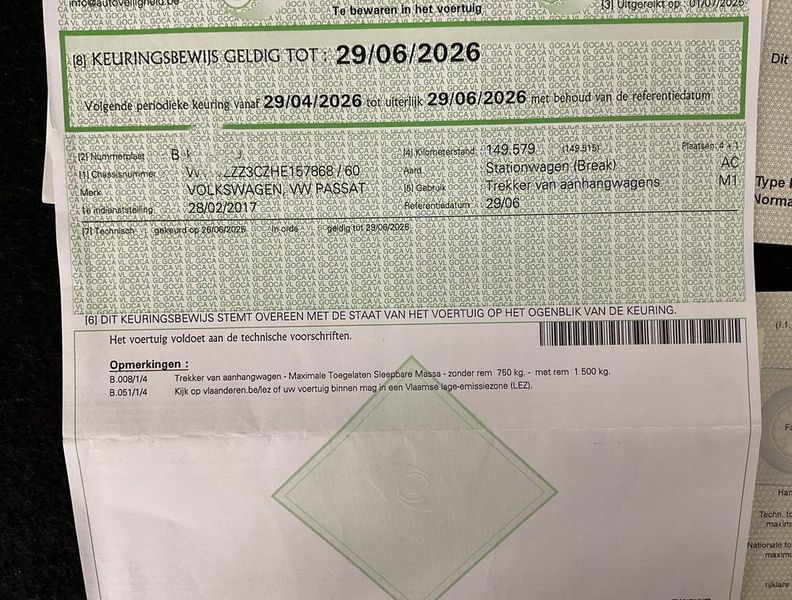 info@autoveiligheid.be
Te bewaren in het voertuig
[3] Uitgereikt op : 01/07/2025
[8] KEURINGSBEWIJS GELDIG TOT : 29/06/2026
Volgende periodieke keuring vanaf 29/04/2026 tot uiterlijk 29/06/2026 met behoud van de referentiedatum
[2] Nummerplaat B
[4] Kilometerstand 149.579 (149.515) Plaatsen: 4 + 1
[1] Chassisnummer ZZ3CZHE157868 / 60
Aard Stationwagen (Break) AC
Merk VOLKSWAGEN, VW PASSAT
[5] Gebruik Trekker van aanhangwagens M1
1e indienststelling 28/02/2017
Referentiedatum 29/06
[7] Technisch gekeurd op 26/06/2025 In orde geldig tot 29/06/2026
[6] DIT KEURINGSBEWIJS STEMT OVEREEN MET DE STAAT VAN HET VOERTUIG OP HET OGENBLIK VAN DE KEURING.
Het voertuig voldoet aan de technische voorschriften.
Opmerkingen :
B.008/1/4 Trekker van aanhangwagen - Maximale Toegelaten Sleepbare Massa - zonder rem 750 kg. - met rem 1 500 kg.
B.051/1/4 Kijk op vlaanderen.be/lez of uw voertuig binnen mag in een Vlaamse lage-emissiezone (LEZ).
Dit
Type
Norma
Techn. to
maxim
Nationale to
maximu
rijklare